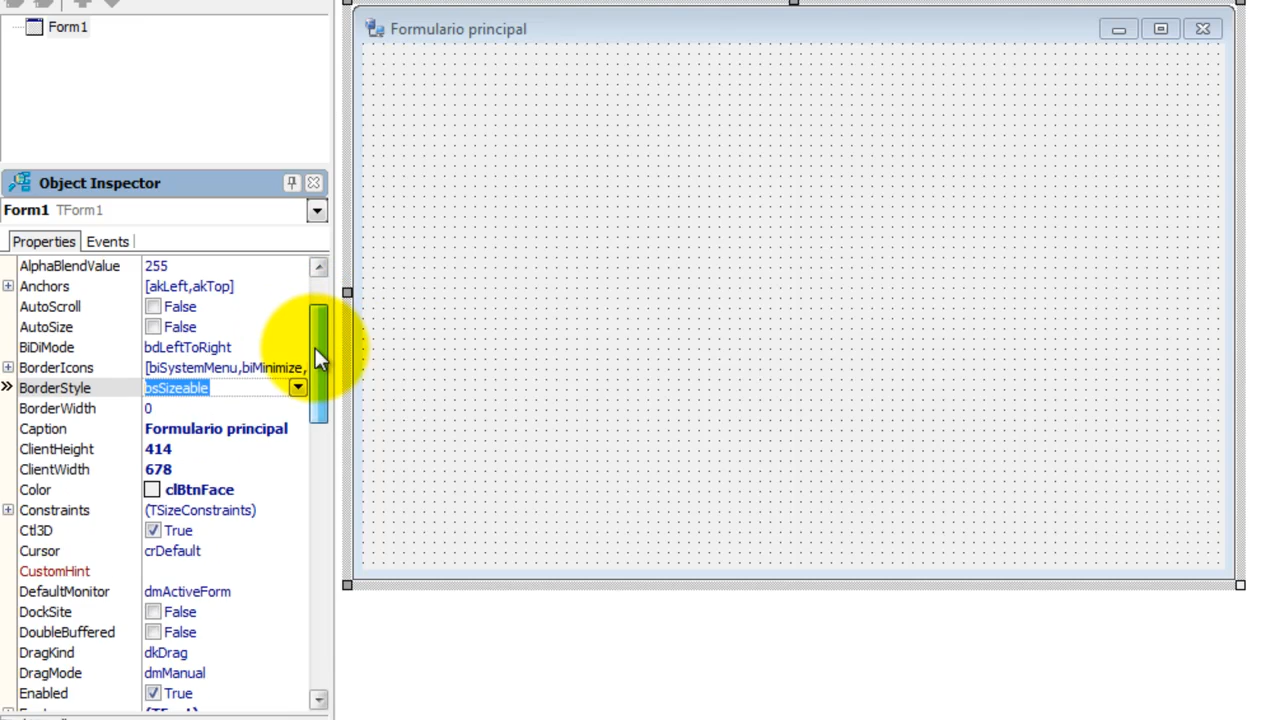 Form1
Formulario principal
Object Inspector
Form1 TForm1
Properties Events
AlphaBlendValue 255
Anchors [akLeft,akTop]
AutoScroll False
AutoSize False
BiDiMode bdLeftToRight
BorderIcons [biSystemMenu,biMinimize,
BorderStyle bsSizeable
BorderWidth 0
Caption Formulario principal
ClientHeight 414
ClientWidth 678
Color clBtnFace
Constraints (TSizeConstraints)
Ctl3D True
Cursor crDefault
CustomHint
DefaultMonitor dmActiveForm
DockSite False
DoubleBuffered False
DragKind dkDrag
DragMode dmManual
Enabled True